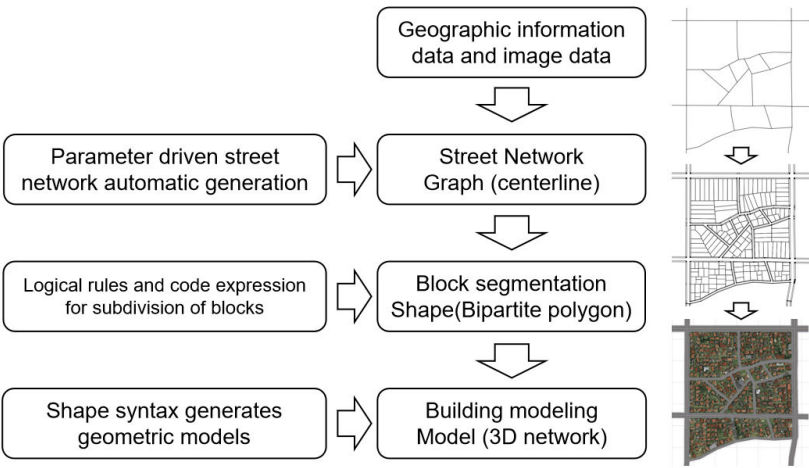 Geographic information
data and image data
Parameter driven street
network automatic generation
Street Network
Graph (centerline)
Logical rules and code expression
for subdivision of blocks
Block segmentation
Shape(Bipartite polygon)
Shape syntax generates
geometric models
Building modeling
Model (3D network)